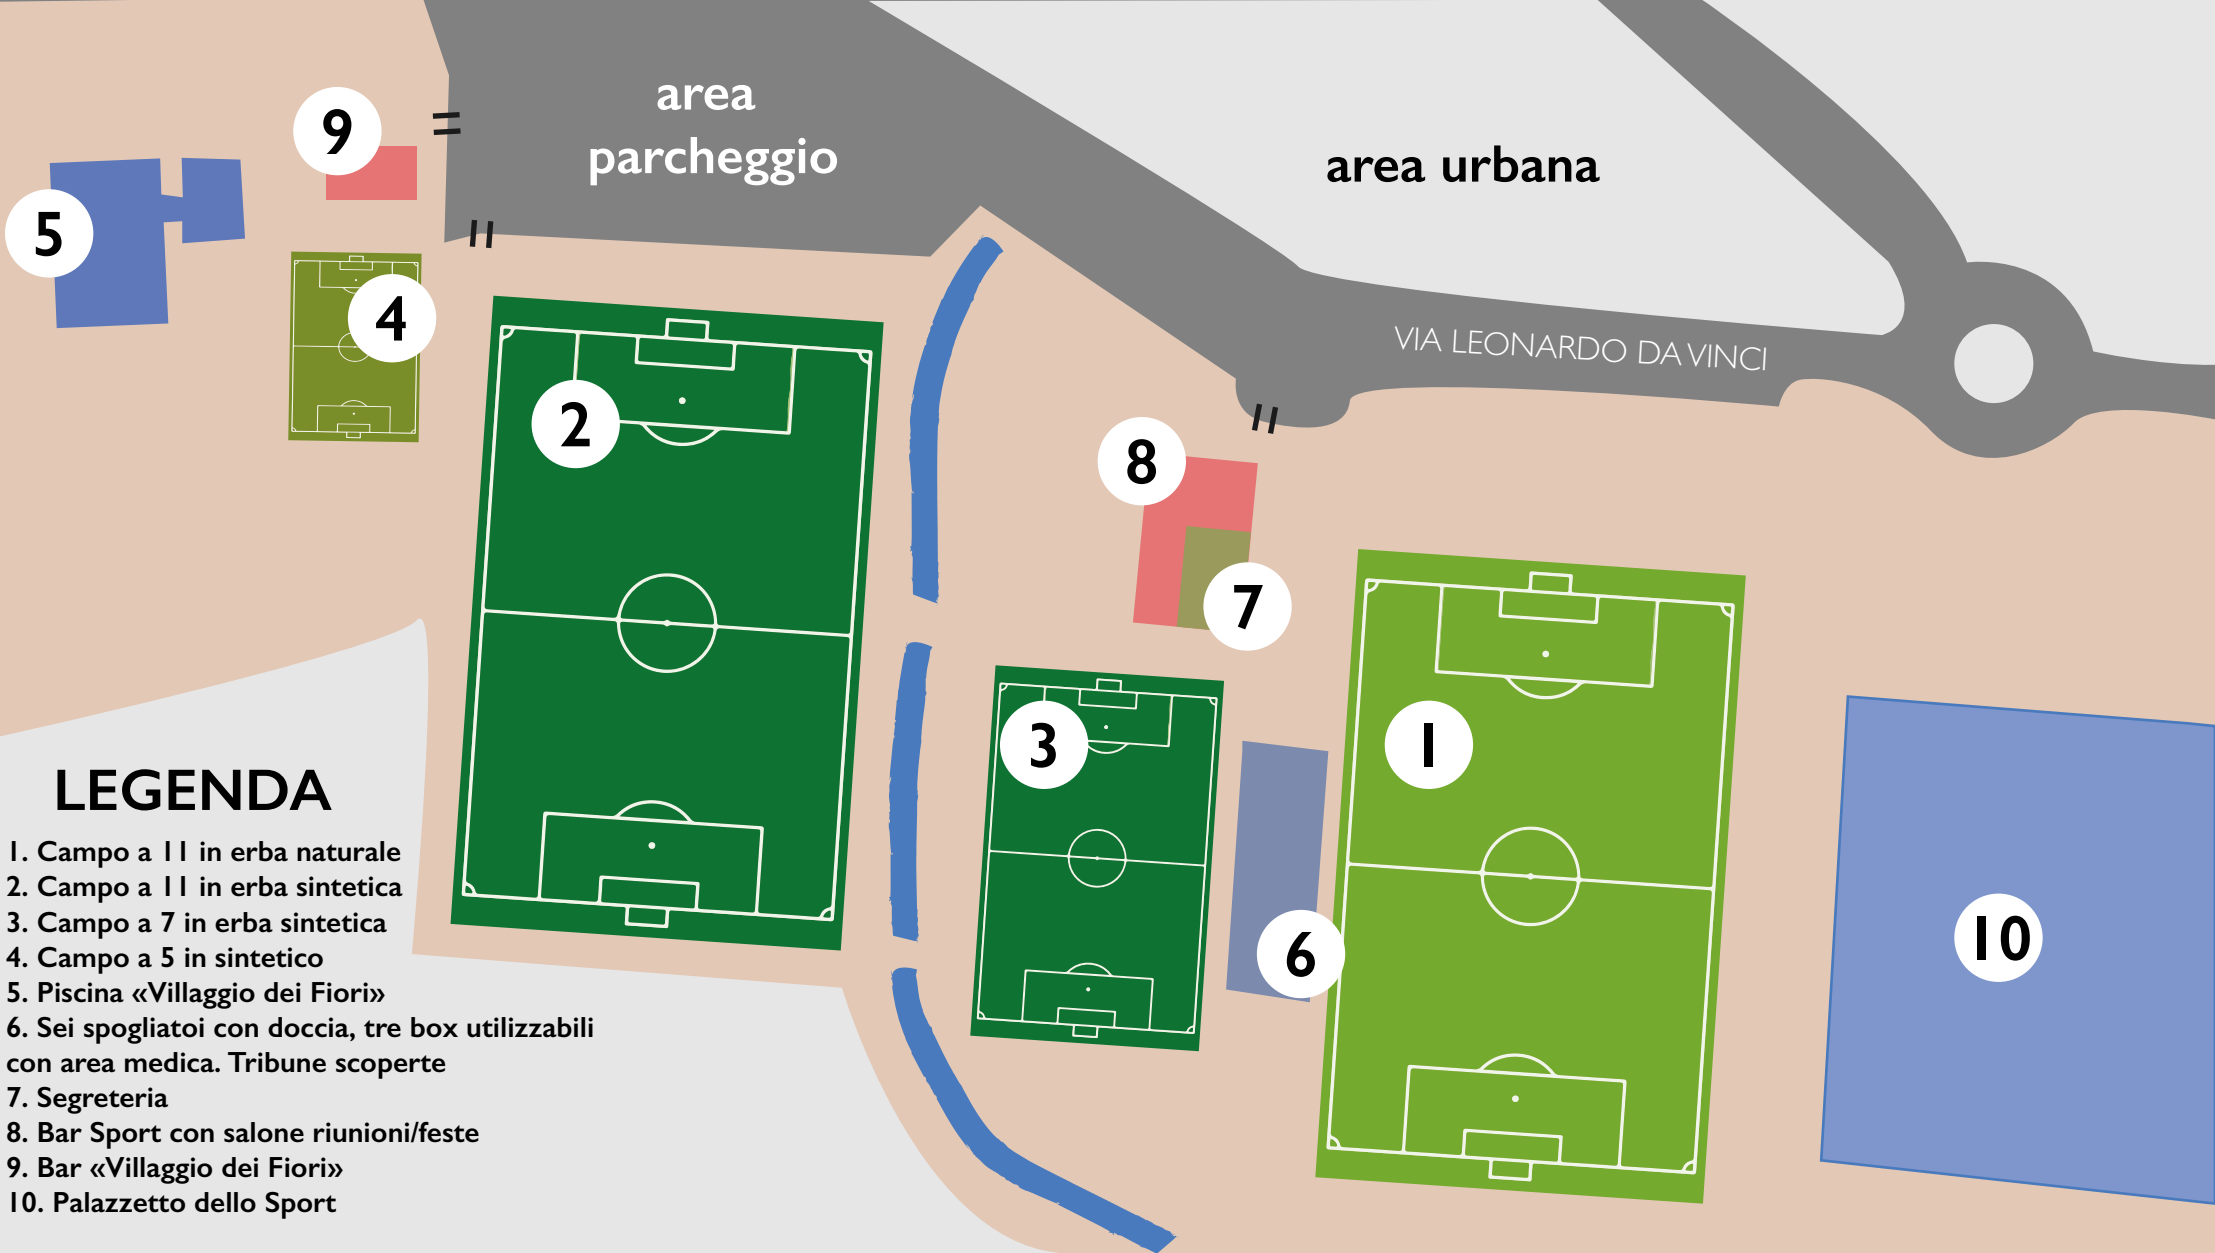 area
parcheggio
area urbana
VIA LEONARDO DA VINCI
9
5
4
2
8
7
3
1
6
10
LEGENDA
1. Campo a 11 in erba naturale
2. Campo a 11 in erba sintetica
3. Campo a 7 in erba sintetica
4. Campo a 5 in sintetico
5. Piscina «Villaggio dei Fiori»
6. Sei spogliatoi con doccia, tre box utilizzabili
con area medica. Tribune scoperte
7. Segreteria
8. Bar Sport con salone riunioni/feste
9. Bar «Villaggio dei Fiori»
10. Palazzetto dello Sport